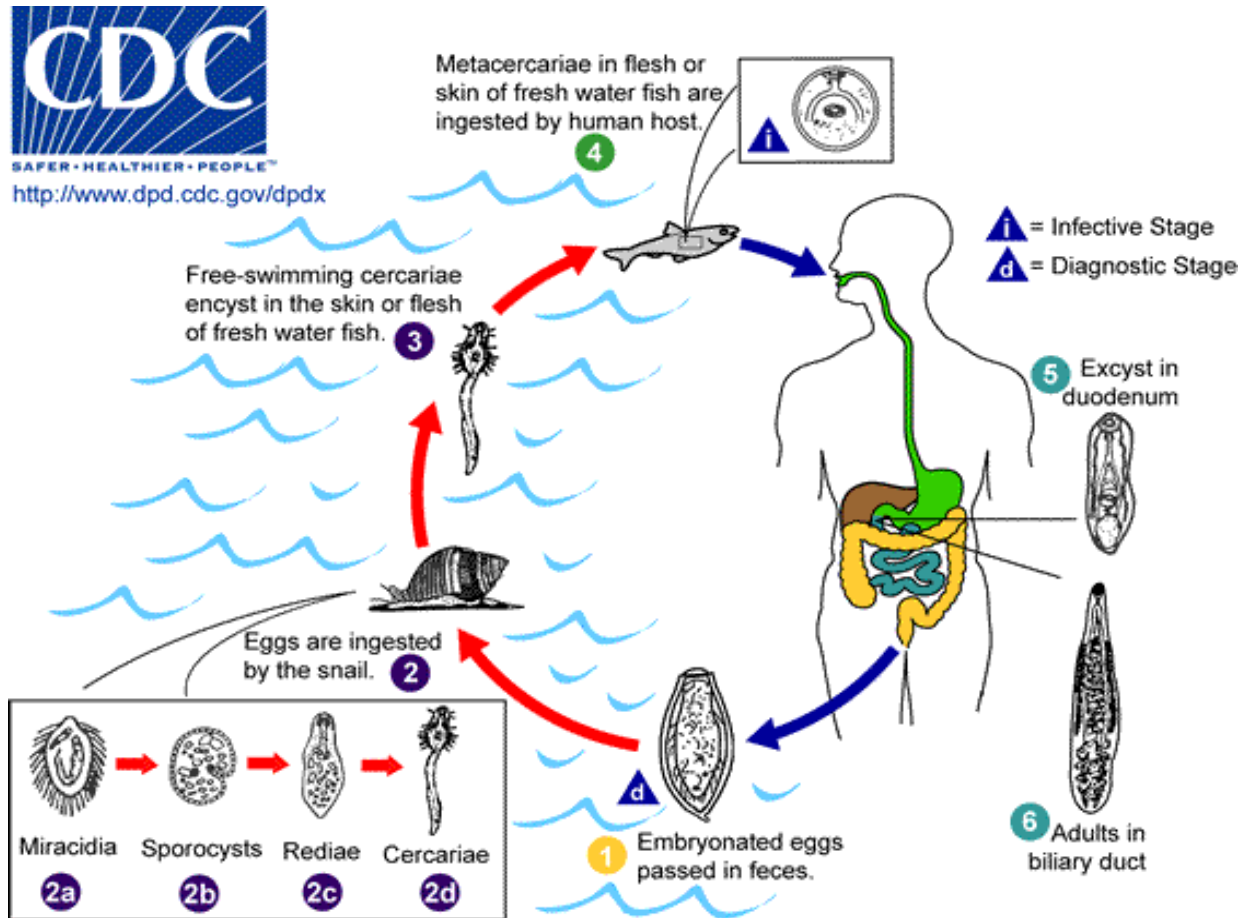 CDC
SAFER•HEALTHIER•PEOPLE™
http://www.dpd.cdc.gov/dpdx
Metacercariae in flesh or
skin of fresh water fish are
ingested by human host.
4
i
i = Infective Stage
d = Diagnostic Stage
Free-swimming cercariae
encyst in the skin or flesh
of fresh water fish.
3
5
Excyst in
duodenum
Eggs are ingested
by the snail.
2
d
1
Embryonated eggs
passed in feces.
6
Adults in
biliary duct
Miracidia
2a
Sporocysts
2b
Rediae
2c
Cercariae
2d